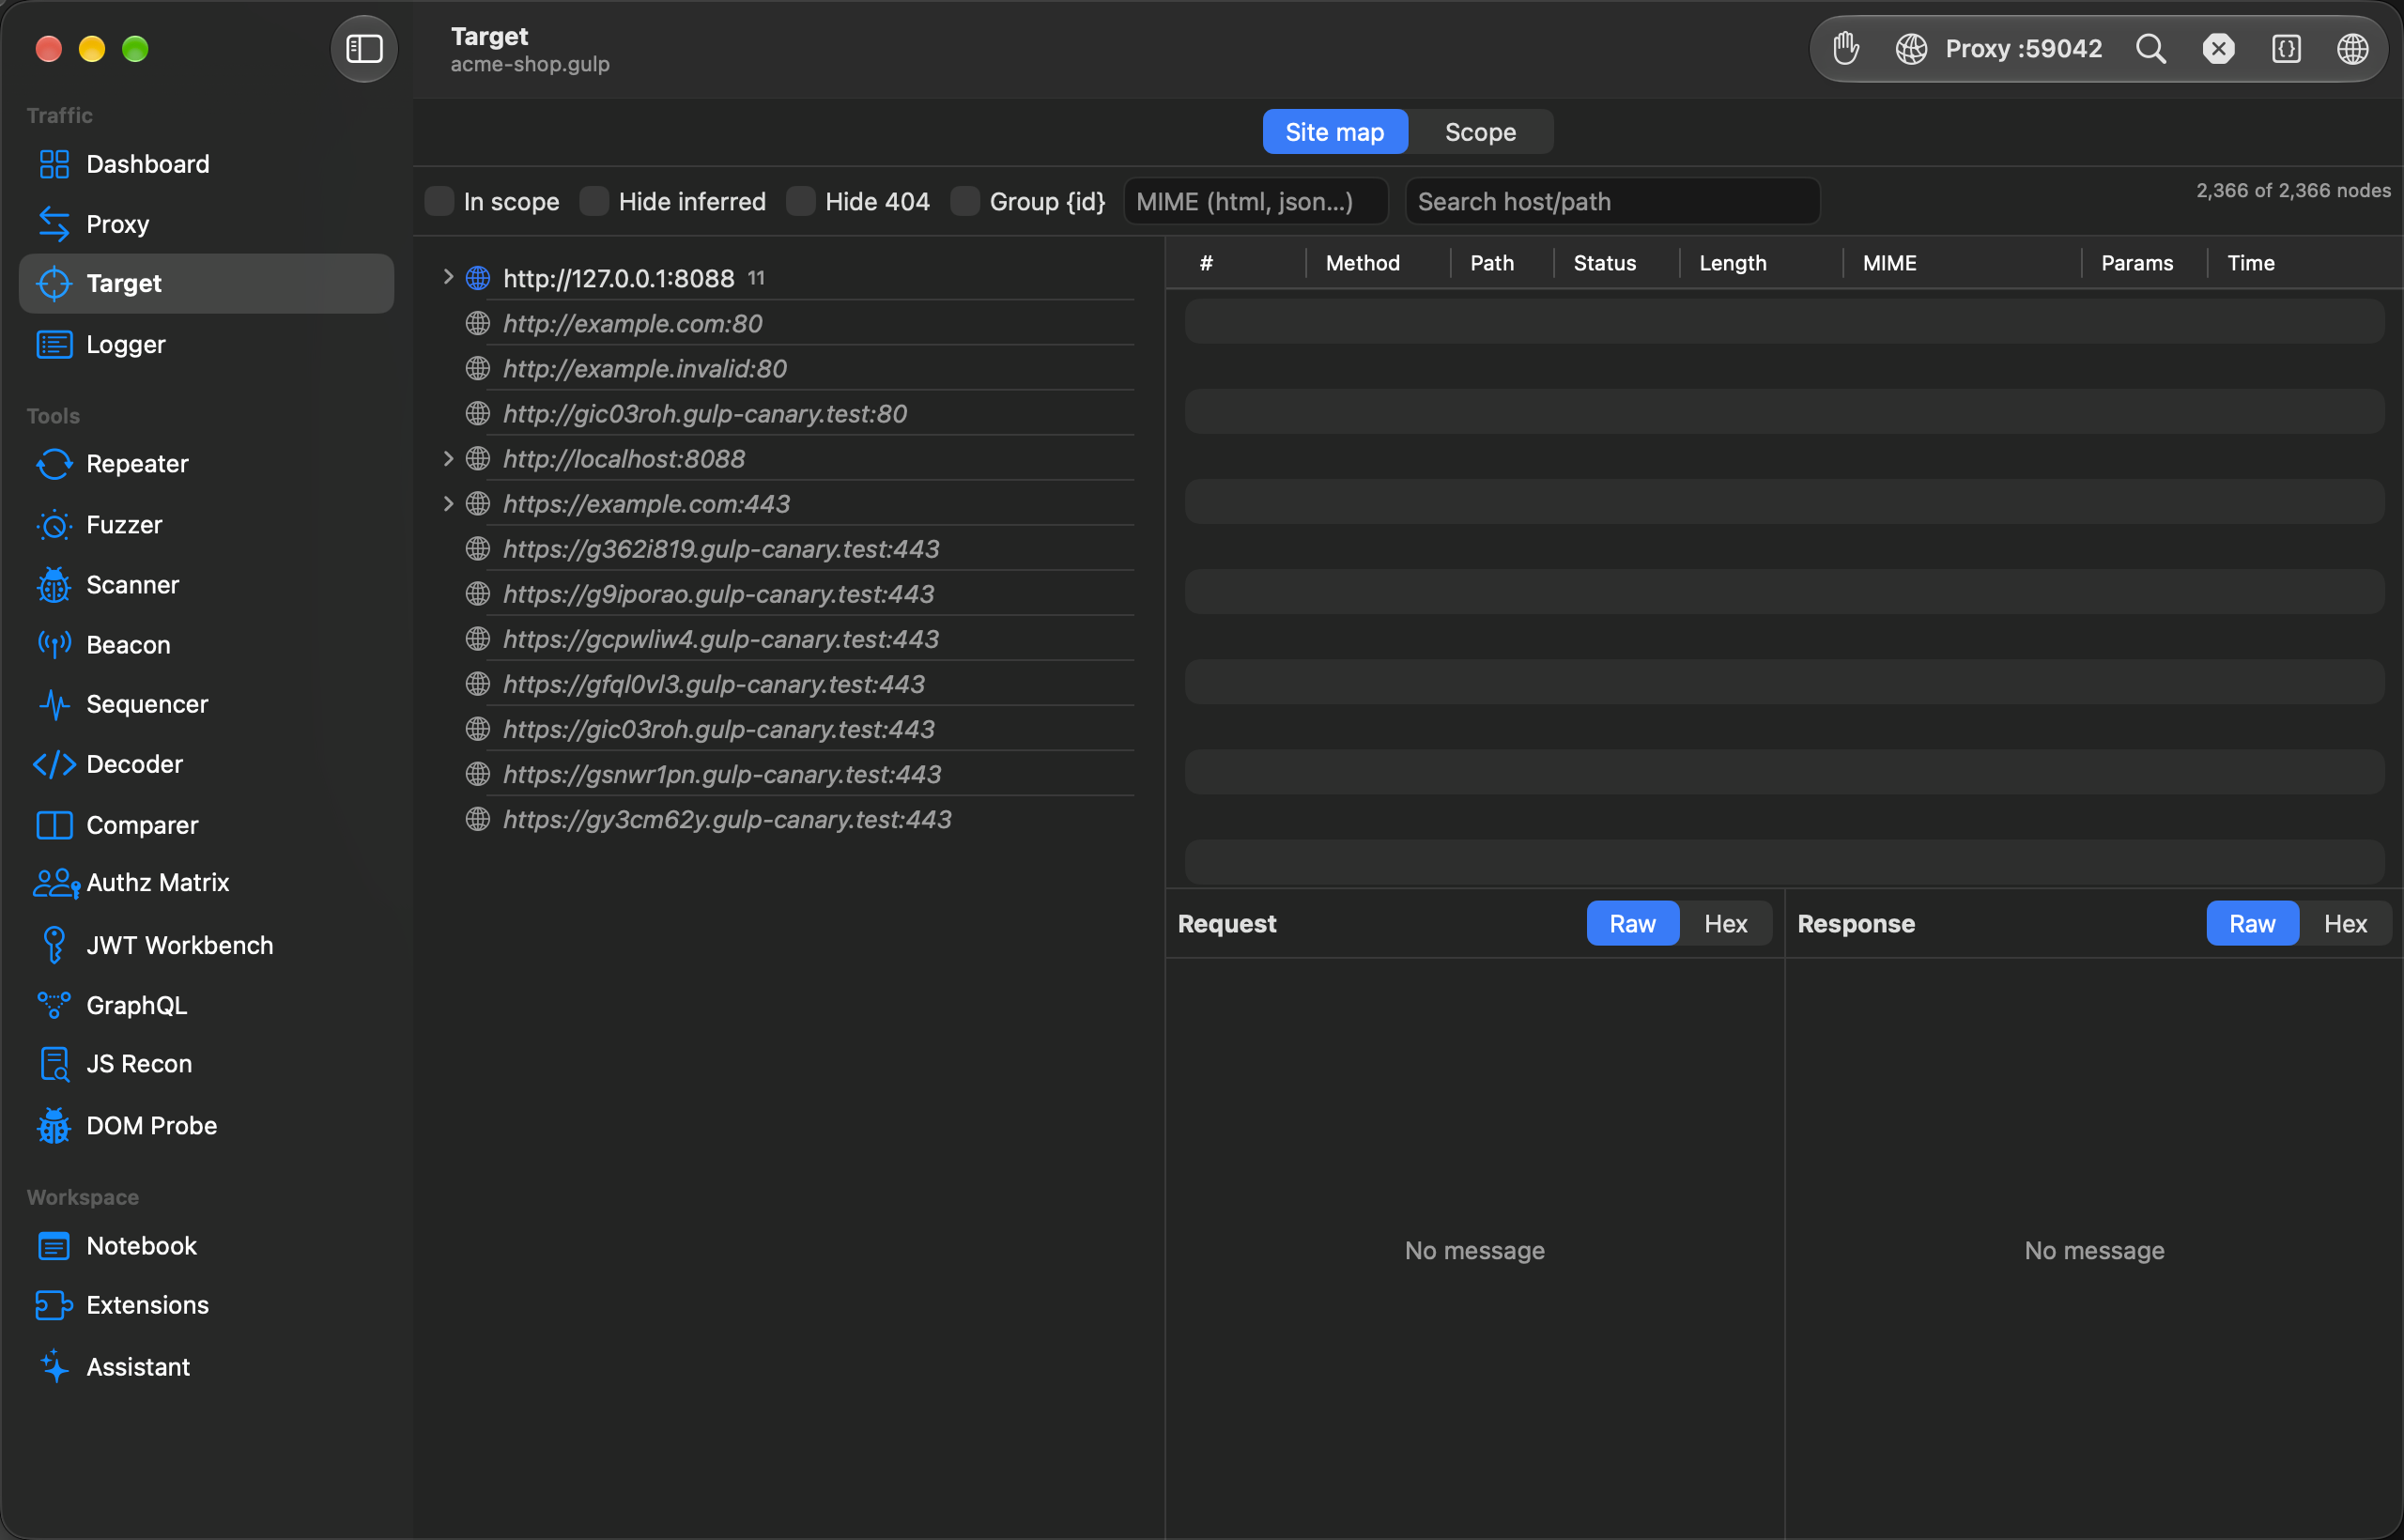 Target
acme-shop.gulp
Proxy :59042
Traffic
Dashboard
Proxy
Target
Logger
Tools
Repeater
Fuzzer
Scanner
Beacon
Sequencer
Decoder
Comparer
Authz Matrix
JWT Workbench
GraphQL
JS Recon
DOM Probe
Workspace
Notebook
Extensions
Assistant
Site map Scope
In scope Hide inferred Hide 404 Group {id} MIME (html, json...) Search host/path 2,366 of 2,366 nodes
http://127.0.0.1:8088 11
http://example.com:80
http://example.invalid:80
http://gic03roh.gulp-canary.test:80
http://localhost:8088
https://example.com:443
https://g362i819.gulp-canary.test:443
https://g9iporao.gulp-canary.test:443
https://gcpwliw4.gulp-canary.test:443
https://gfql0vl3.gulp-canary.test:443
https://gic03roh.gulp-canary.test:443
https://gsnwr1pn.gulp-canary.test:443
https://gy3cm62y.gulp-canary.test:443
# Method Path Status Length MIME Params Time
Request Raw Hex
No message
Response Raw Hex
No message